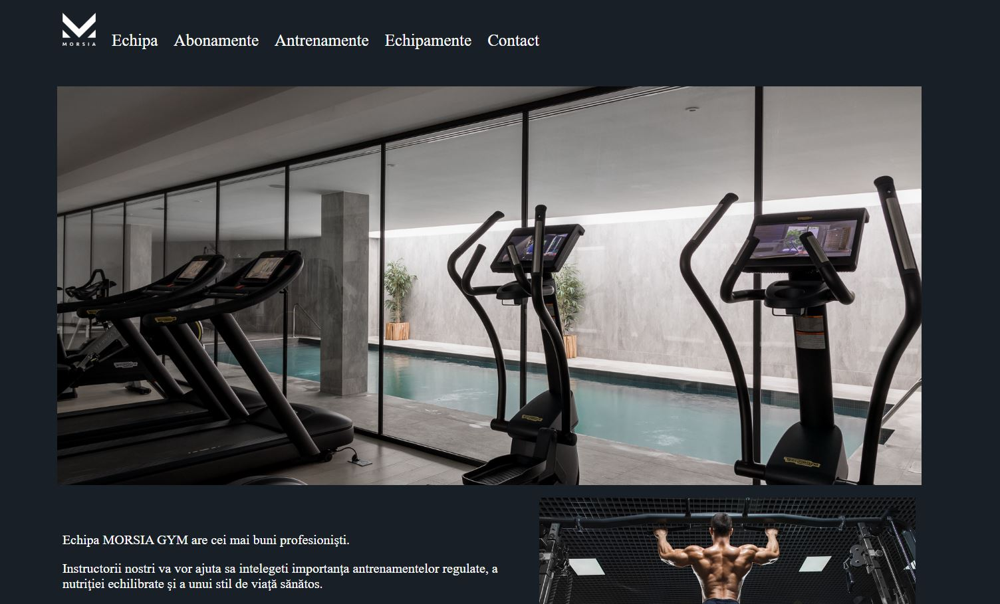 MORSIA
Echipa Abonamente Antrenamente Echipamente Contact
TECHNOGYM
Echipa MORSIA GYM are cei mai buni profesionişti.
Instructorii nostri va vor ajuta sa intelegeti importanţa antrenamentelor regulate, a
nutriţiei echilibrate şi a unui stil de viaţă sănătos.